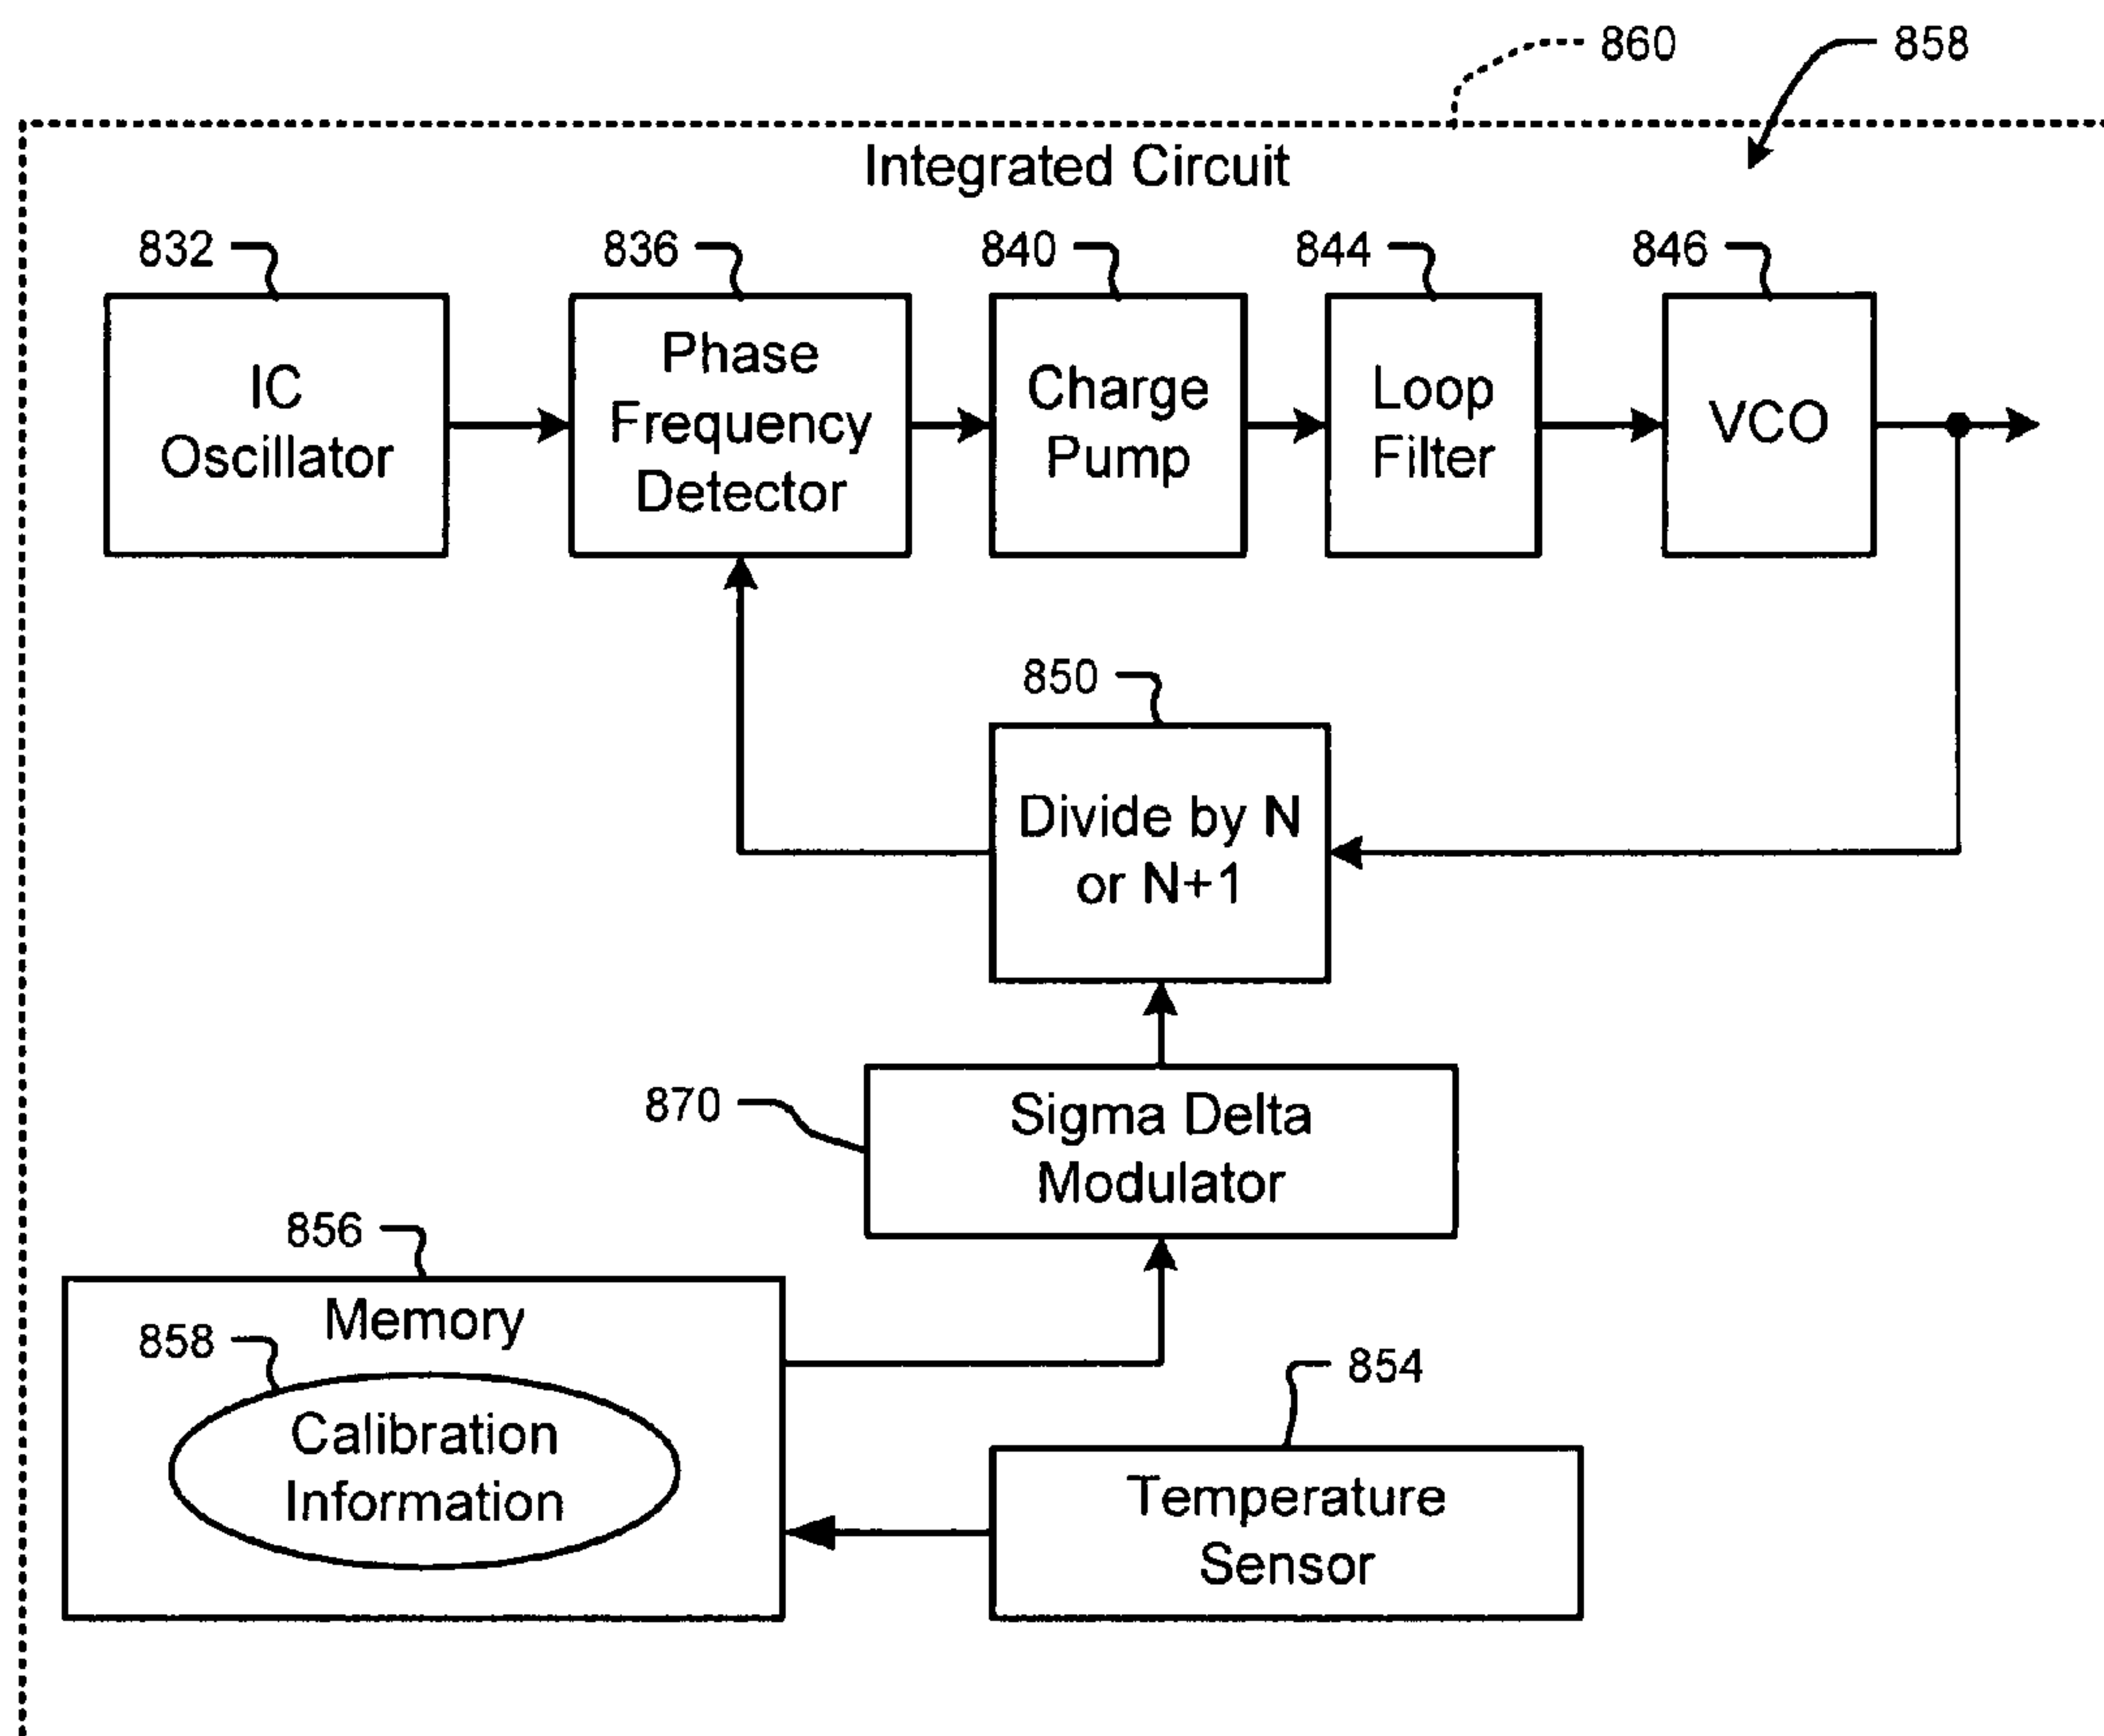 860
858
Integrated Circuit
832
836
840
844
846
IC
Oscillator
Phase
Frequency
Detector
Charge
Pump
Loop
Filter
VCO
850
Divide by N
or N+1
870
Sigma Delta
Modulator
856
Memory
858
Calibration
Information
854
Temperature
Sensor